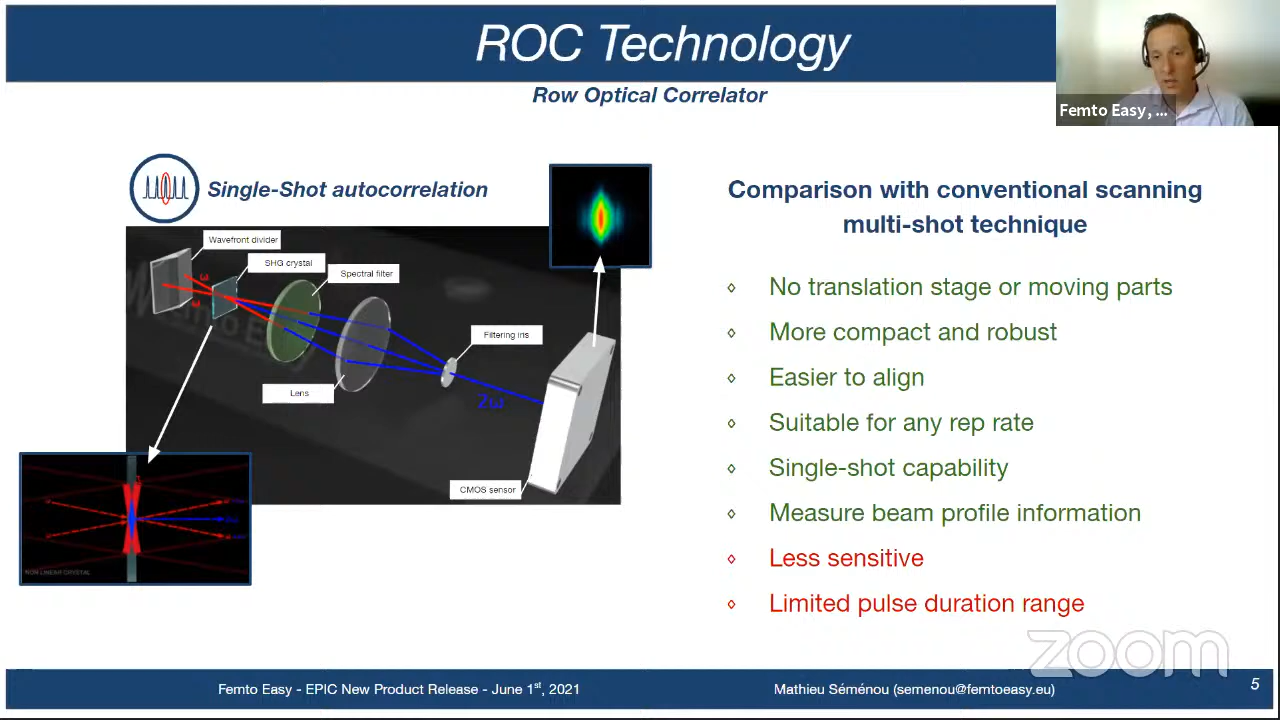 ROC Technology
Row Optical Correlator
Femto Easy, ...
Single-Shot autocorrelation
Wavefront divider
SHG crystal
Spectral filter
ω
ω
Filtering iris
Lens
2ω
CMOS sensor
NON LINEAR CRYSTAL
Comparison with conventional scanning
multi-shot technique
No translation stage or moving parts
More compact and robust
Easier to align
Suitable for any rep rate
Single-shot capability
Measure beam profile information
Less sensitive
Limited pulse duration range
zoom
Femto Easy - EPIC New Product Release - June 1st, 2021
Mathieu Séménou (semenou@femtoeasy.eu)
5